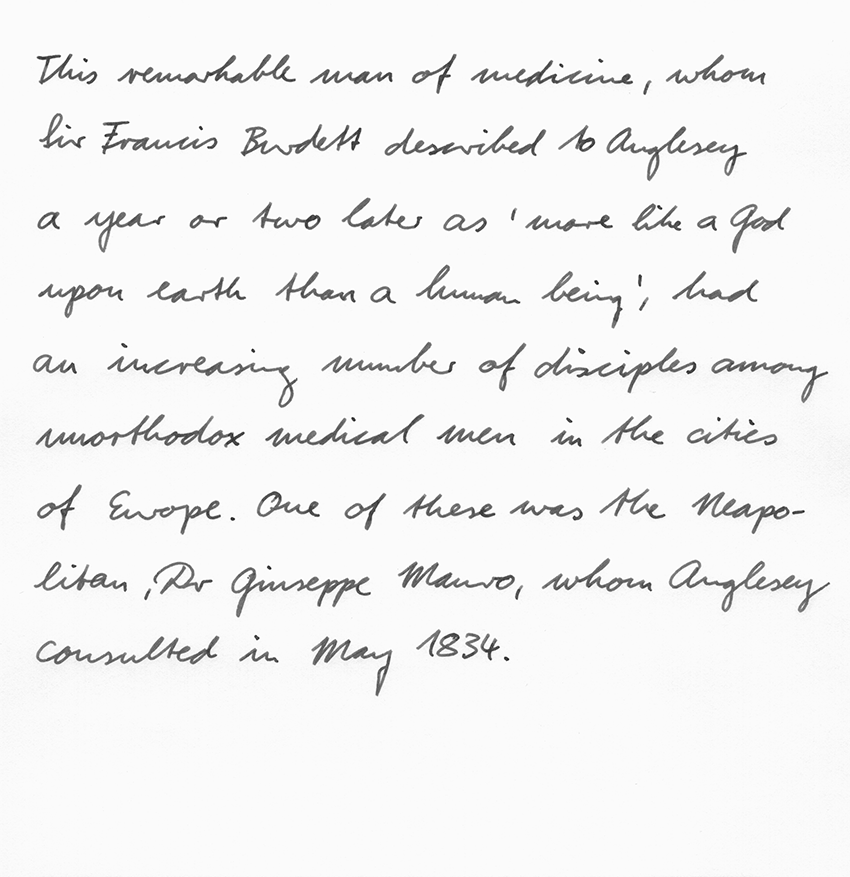 This remarkable man of medicine, whom
Sir Francis Burdett described to Anglesey
a year or two later as 'more like a God
upon earth than a human being', had
an increasing number of disciples among
unorthodox medical men in the cities
of Europe. One of these was the Neapo-
litan, Dr Giuseppe Mauro, whom Anglesey
consulted in May 1834.